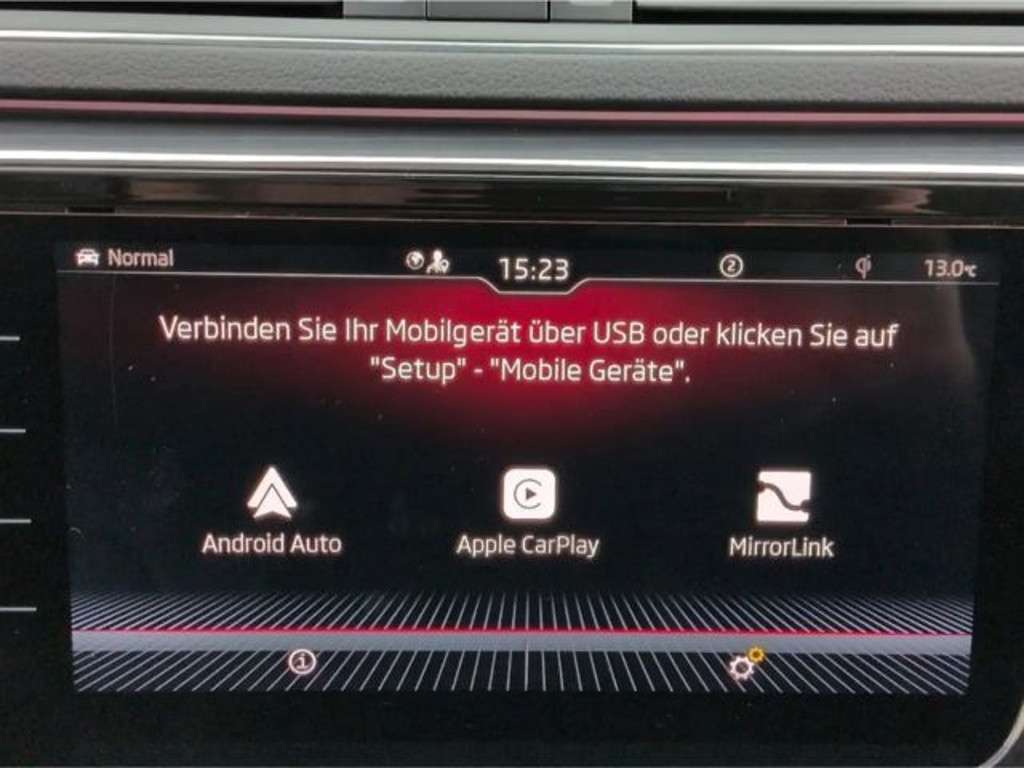 Normal
15:23
2
13.0°C
Verbinden Sie Ihr Mobilgerät über USB oder klicken Sie auf
"Setup" - "Mobile Geräte".
Android Auto
Apple CarPlay
MirrorLink